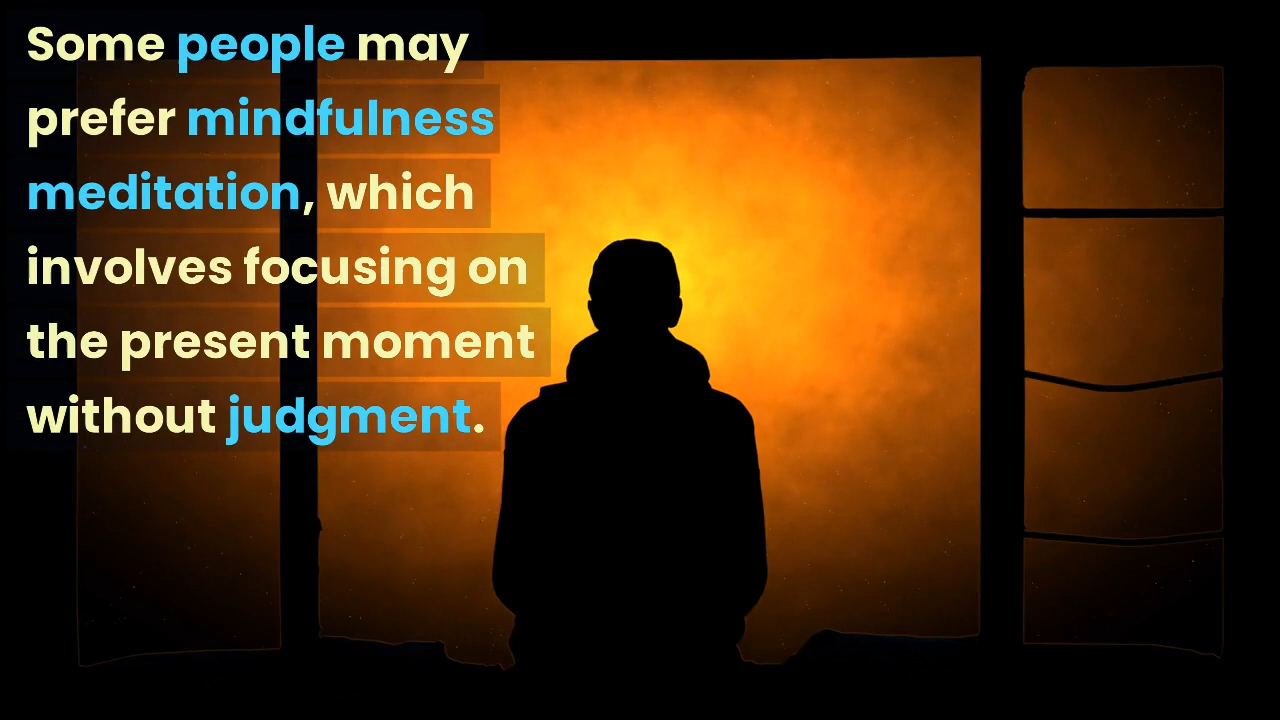 Some people may
prefer mindfulness
meditation, which
involves focusing on
the present moment
without judgment.